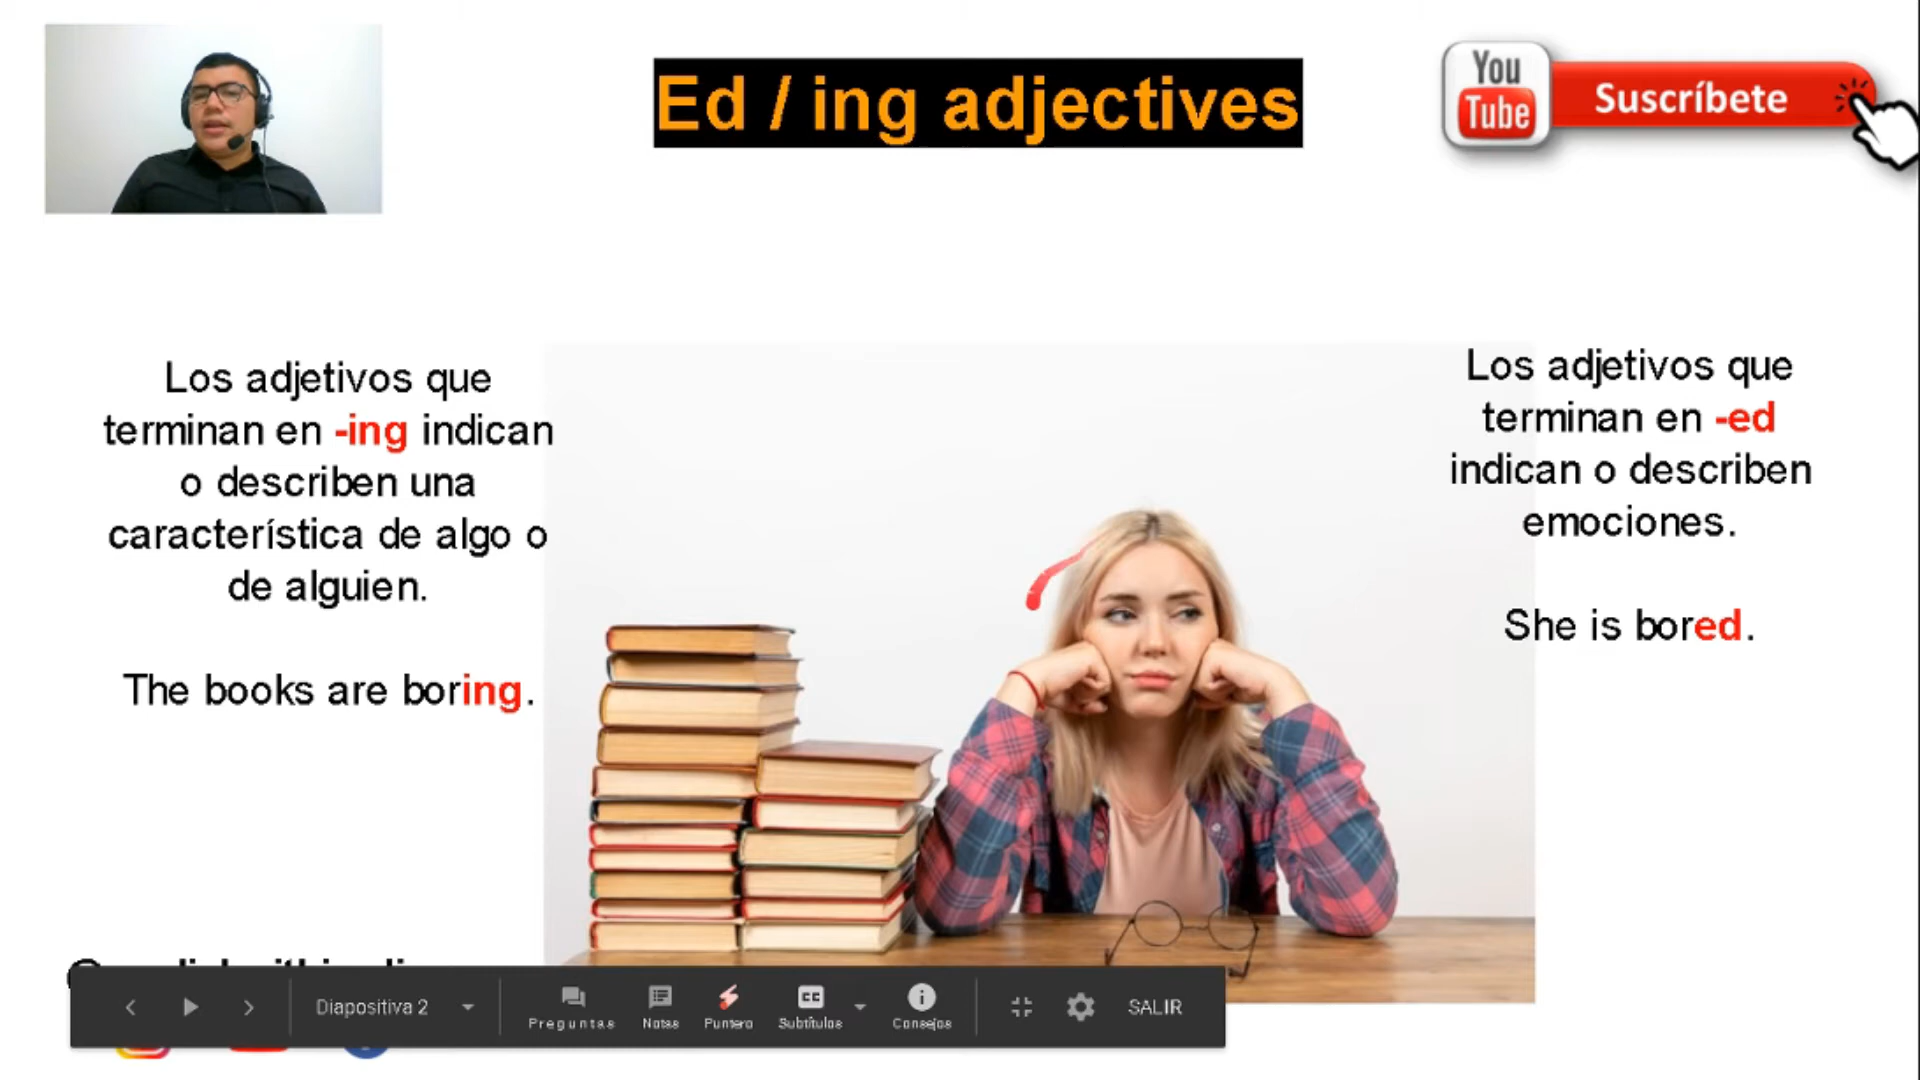 Ed / ing adjectives
You
Tube
Suscríbete
Los adjetivos que
terminan en -ing indican
o describen una
característica de algo o
de alguien.
The books are boring.
Los adjetivos que
terminan en -ed
indican o describen
emociones.
She is bored.
Diapositiva 2
Preguntas
Notas
Puntero
CC
Subtítulos
Consejos
SALIR